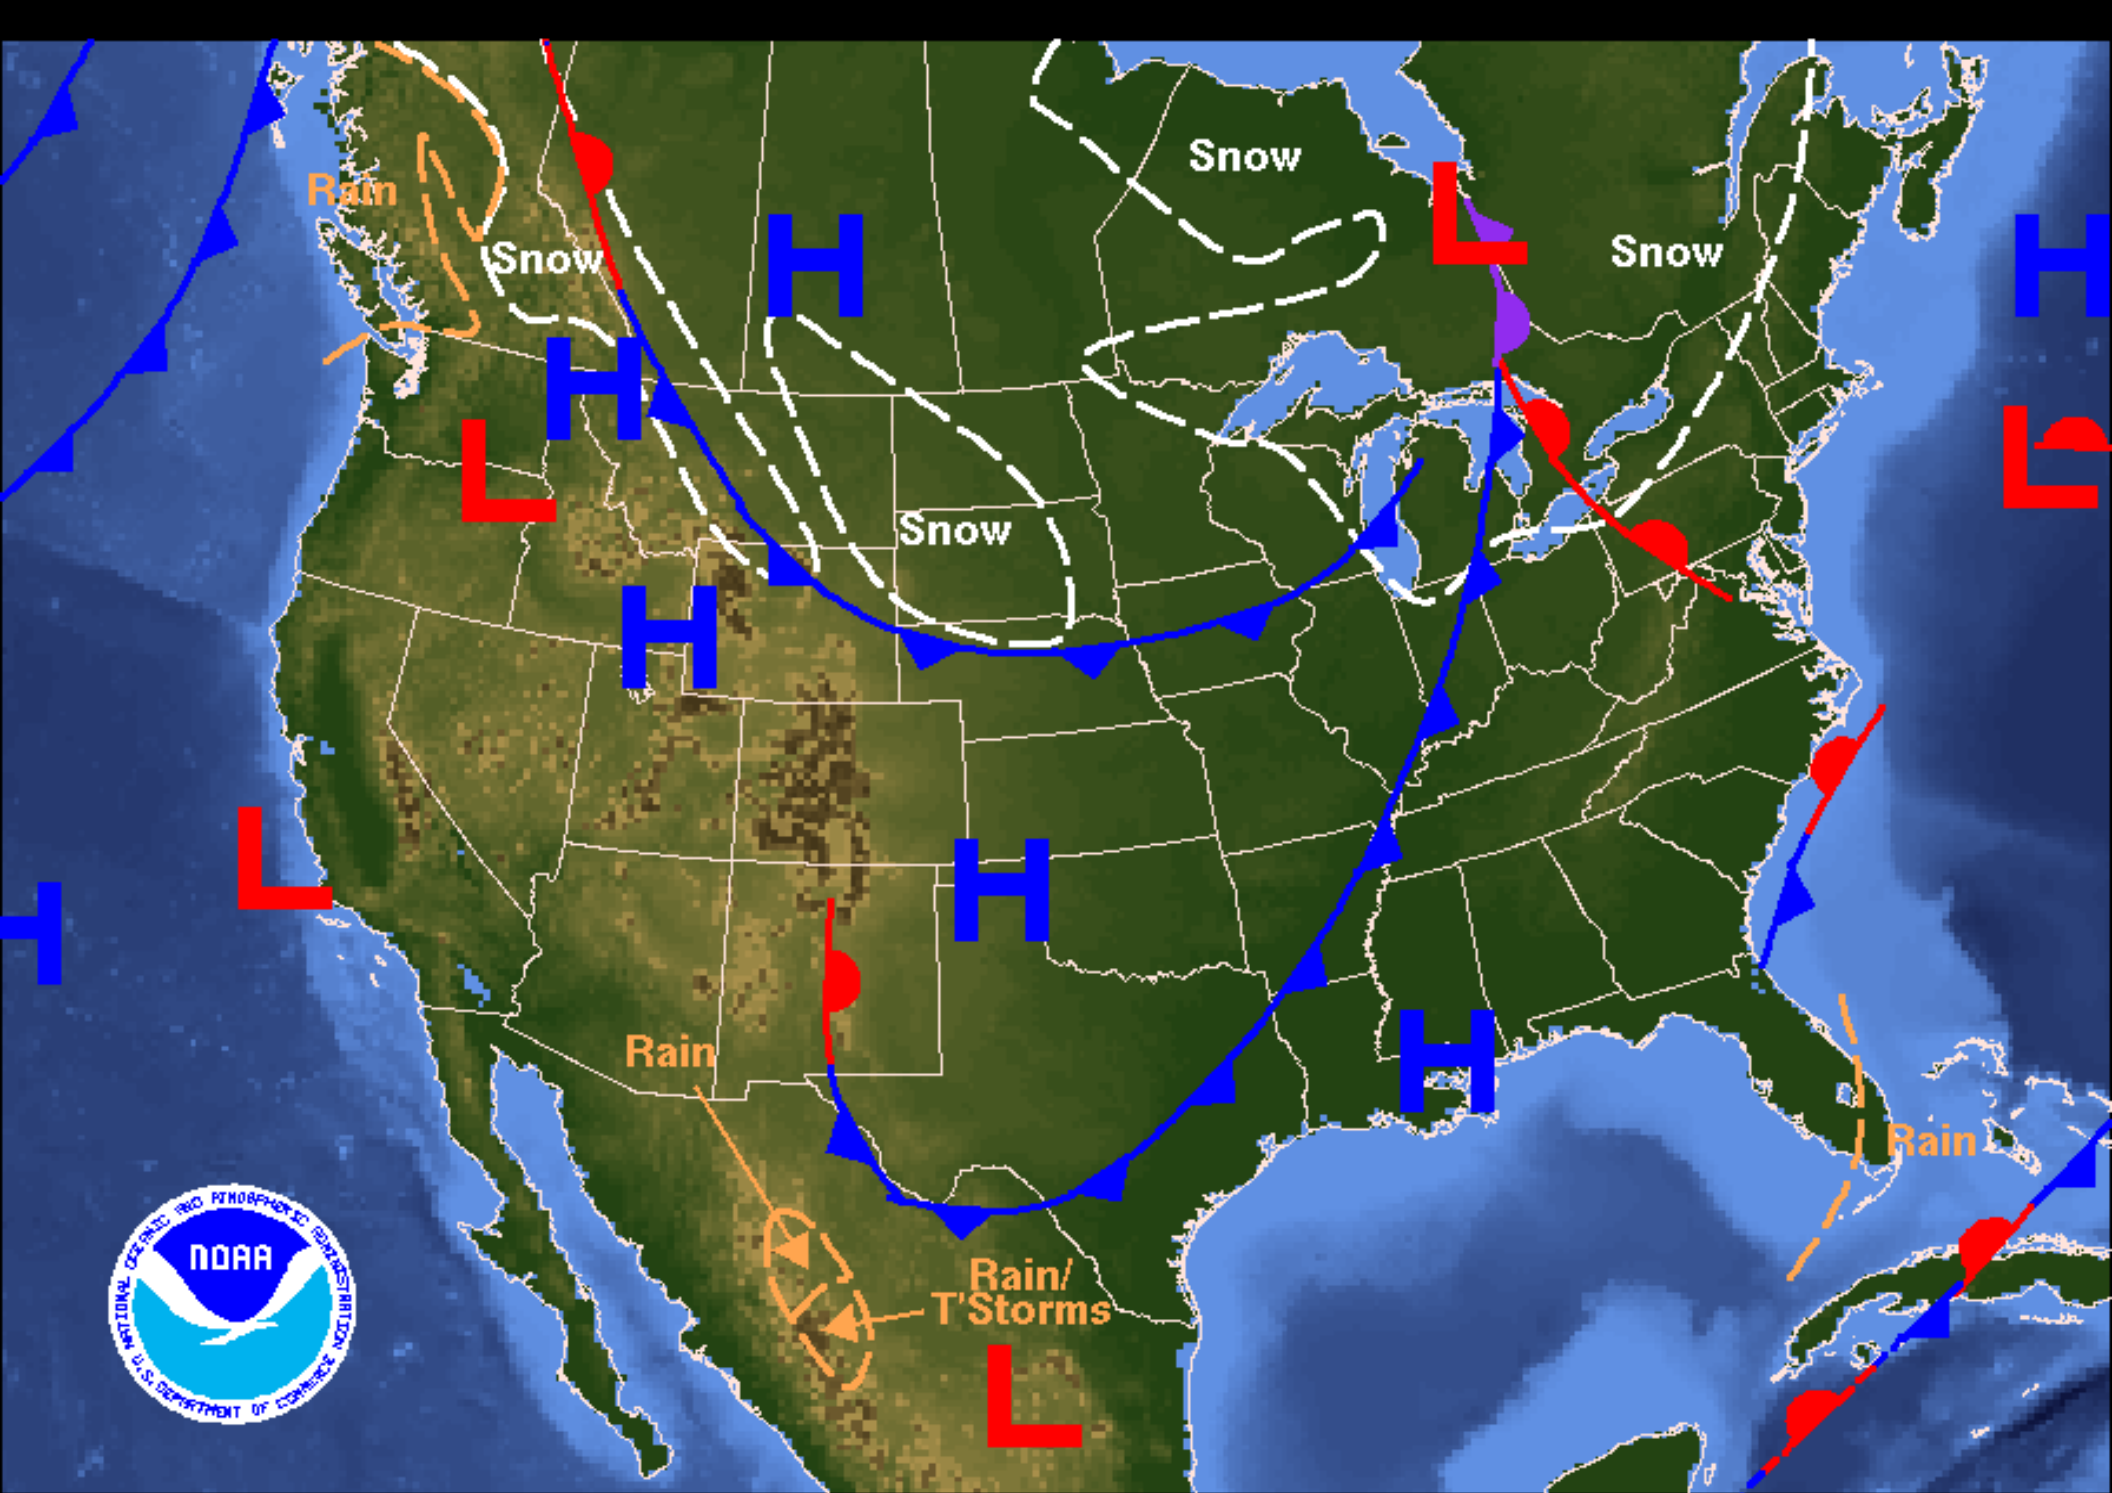 Snow
Rain
Snow
Snow
H
L
H
H
Snow
L
L
H
H
L
H
H
H
Rain
Rain
Rain/
T'Storms
L
NOAA
NATIONAL OCEANIC AND ATMOSPHERIC ADMINISTRATION
U.S. DEPARTMENT OF COMMERCE